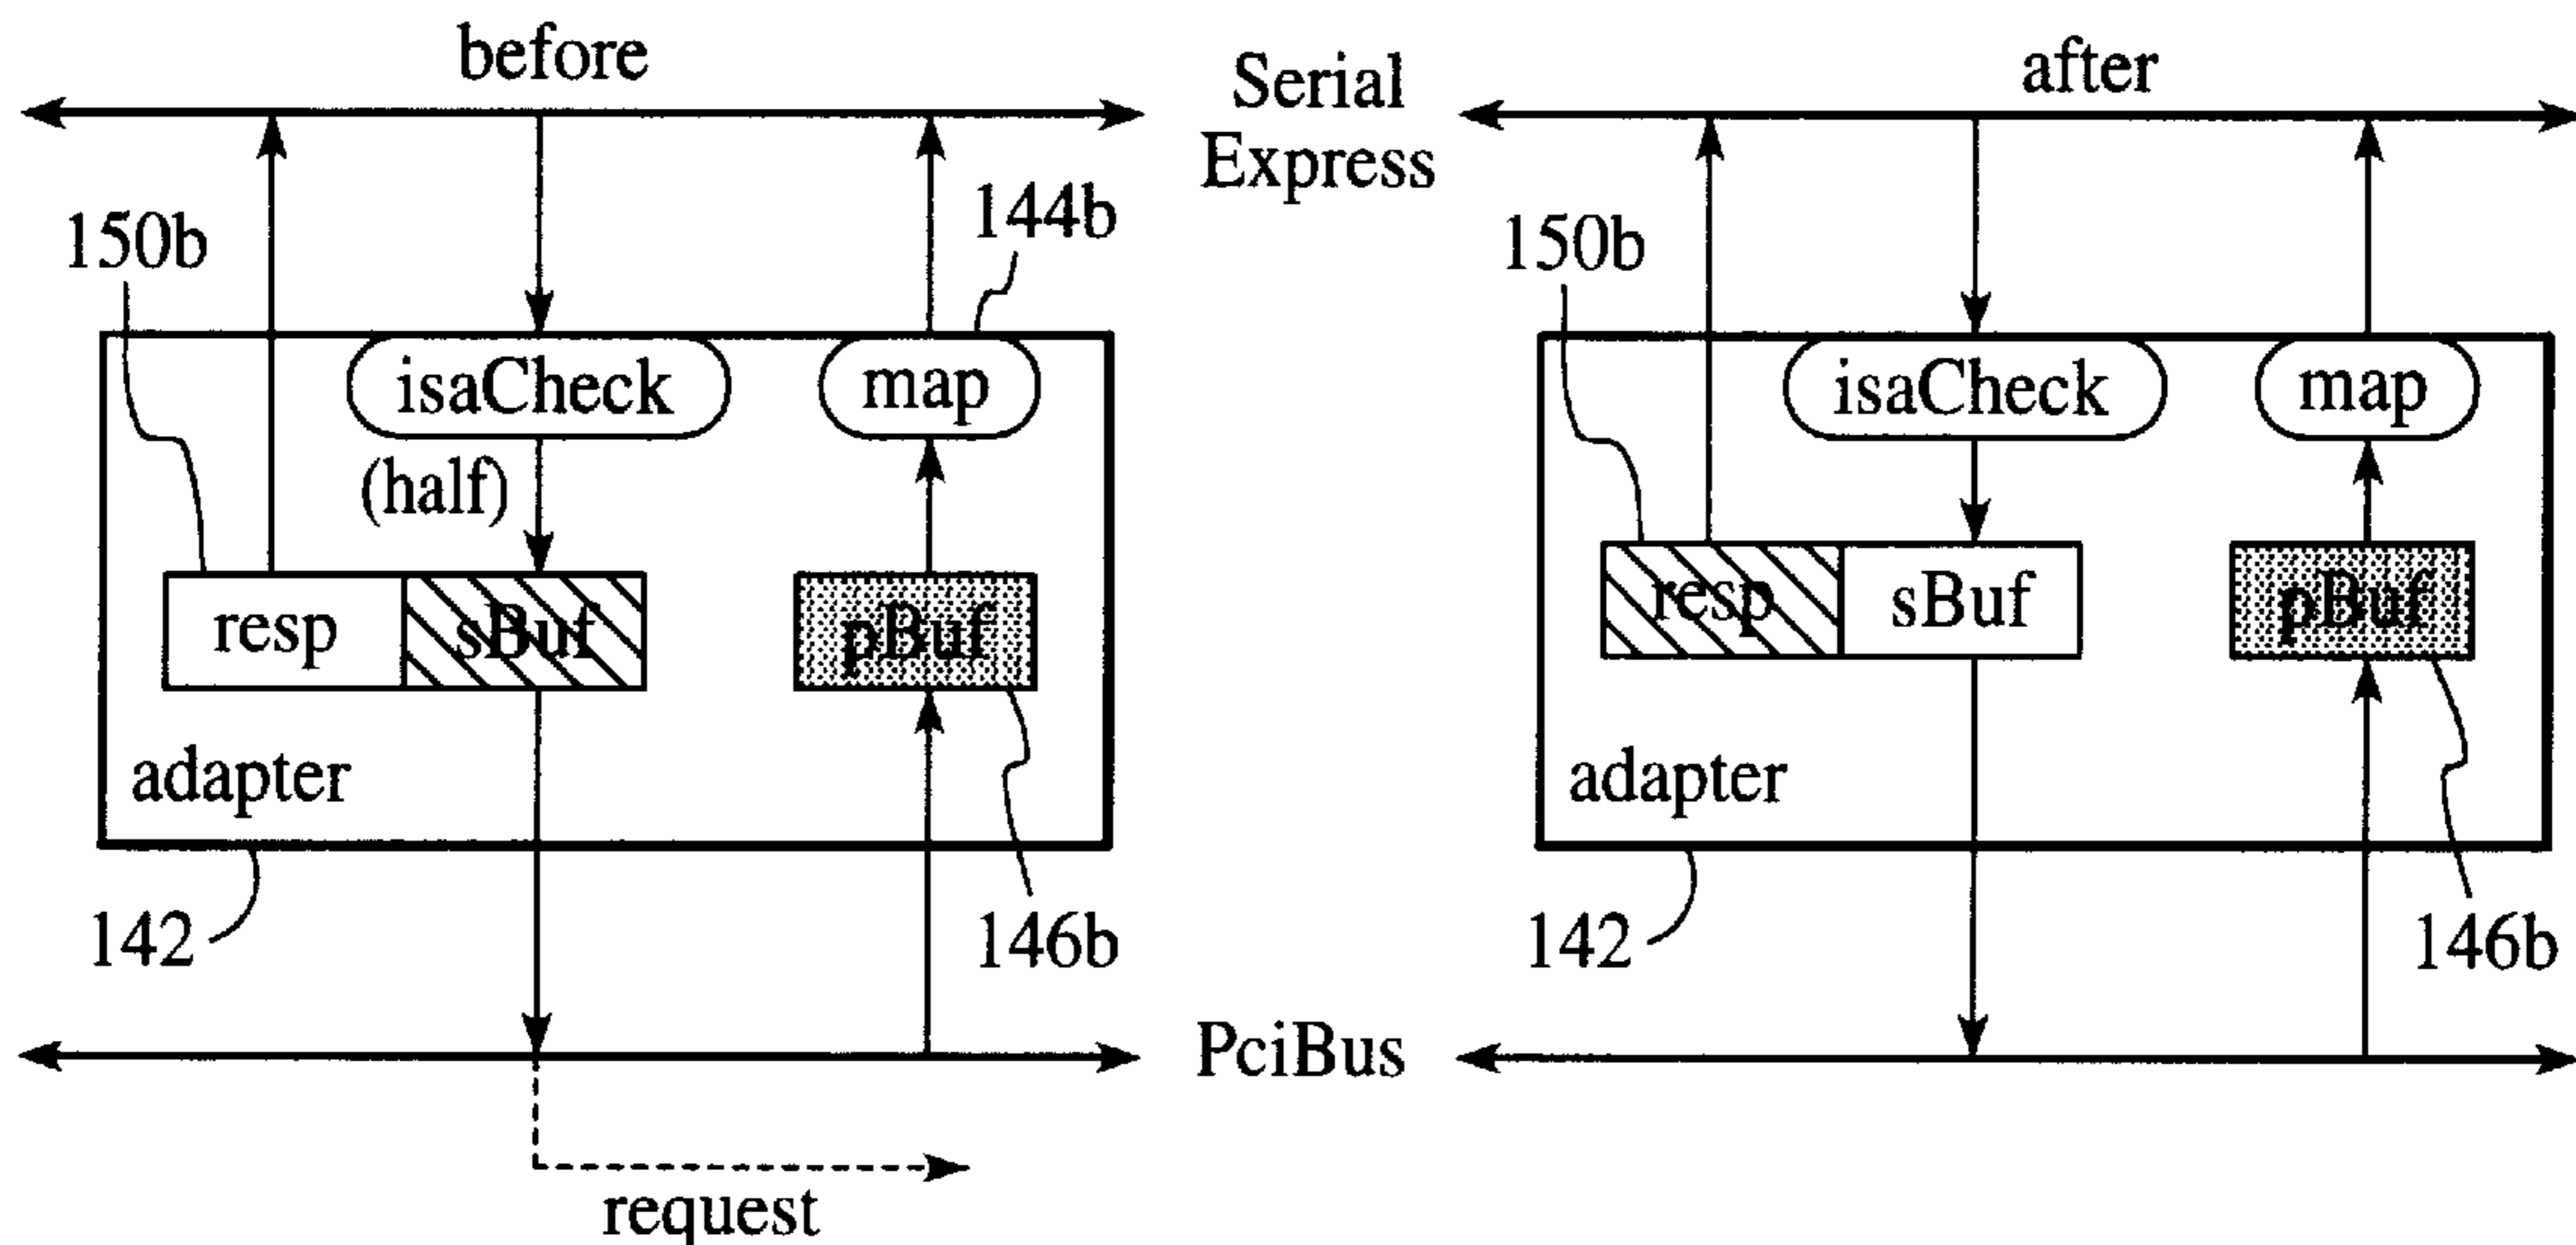 before
Serial
Express
after
150b
144b
150b
isaCheck
map
isaCheck
map
(half)
resp
sBuf
pBuf
resp
sBuf
pBuf
adapter
adapter
142
146b
142
146b
PciBus
request